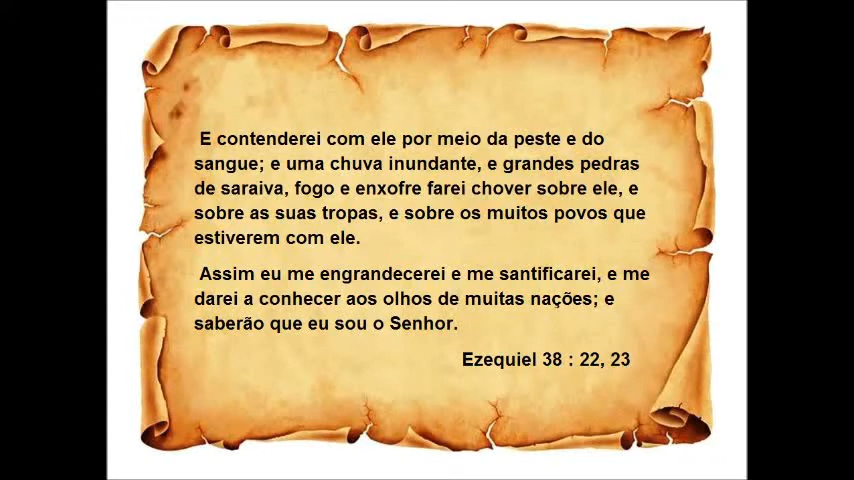 E contenderei com ele por meio da peste e do
sangue; e uma chuva inundante, e grandes pedras
de saraiva, fogo e enxofre farei chover sobre ele, e
sobre as suas tropas, e sobre os muitos povos que
estiverem com ele.
Assim eu me engrandecerei e me santificarei, e me
darei a conhecer aos olhos de muitas nações; e
saberão que eu sou o Senhor.
Ezequiel 38 : 22, 23